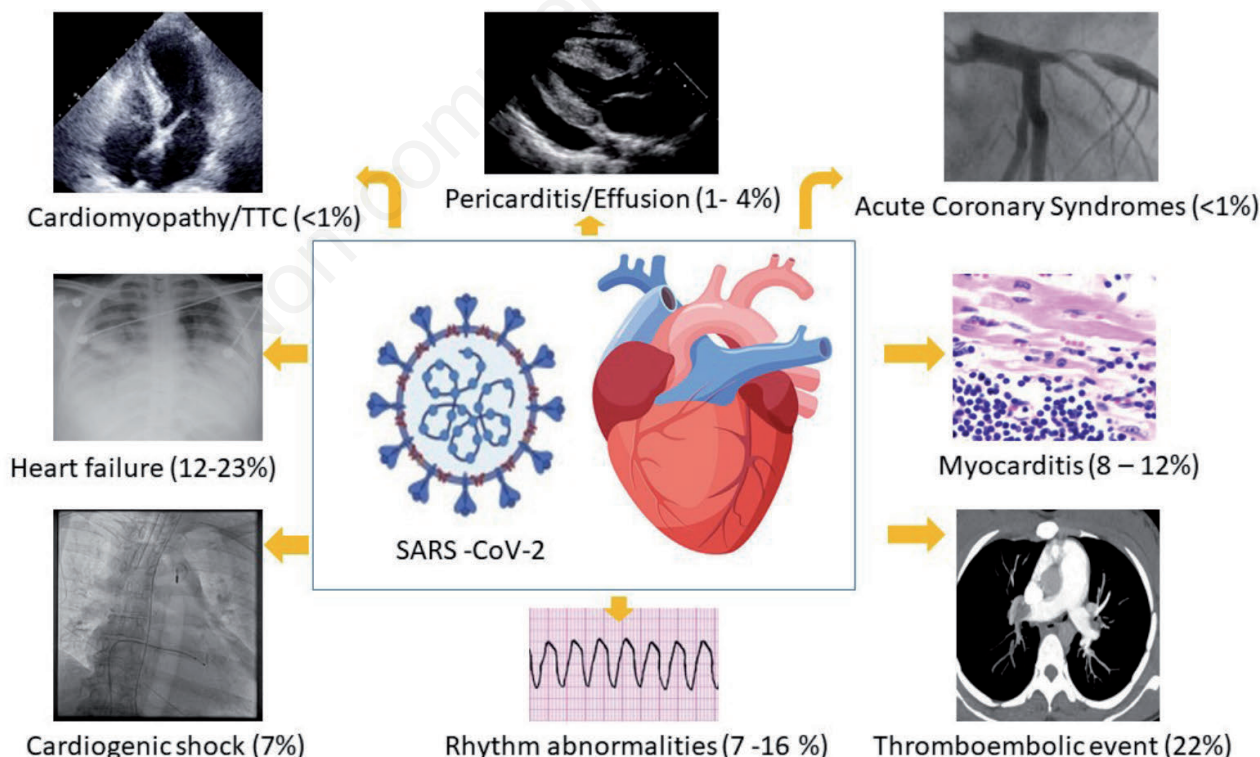 Cardiomyopathy/TTC (<1%)
Pericarditis/Effusion (1- 4%)
Acute Coronary Syndromes (<1%)
Heart failure (12-23%)
SARS -CoV-2
Myocarditis (8 – 12%)
Cardiogenic shock (7%)
Rhythm abnormalities (7 -16 %)
Thromboembolic event (22%)